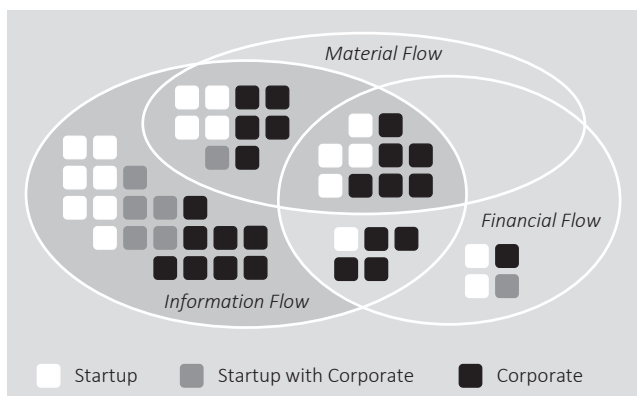 Material Flow
Financial Flow
Information Flow
Startup
Startup with Corporate
Corporate